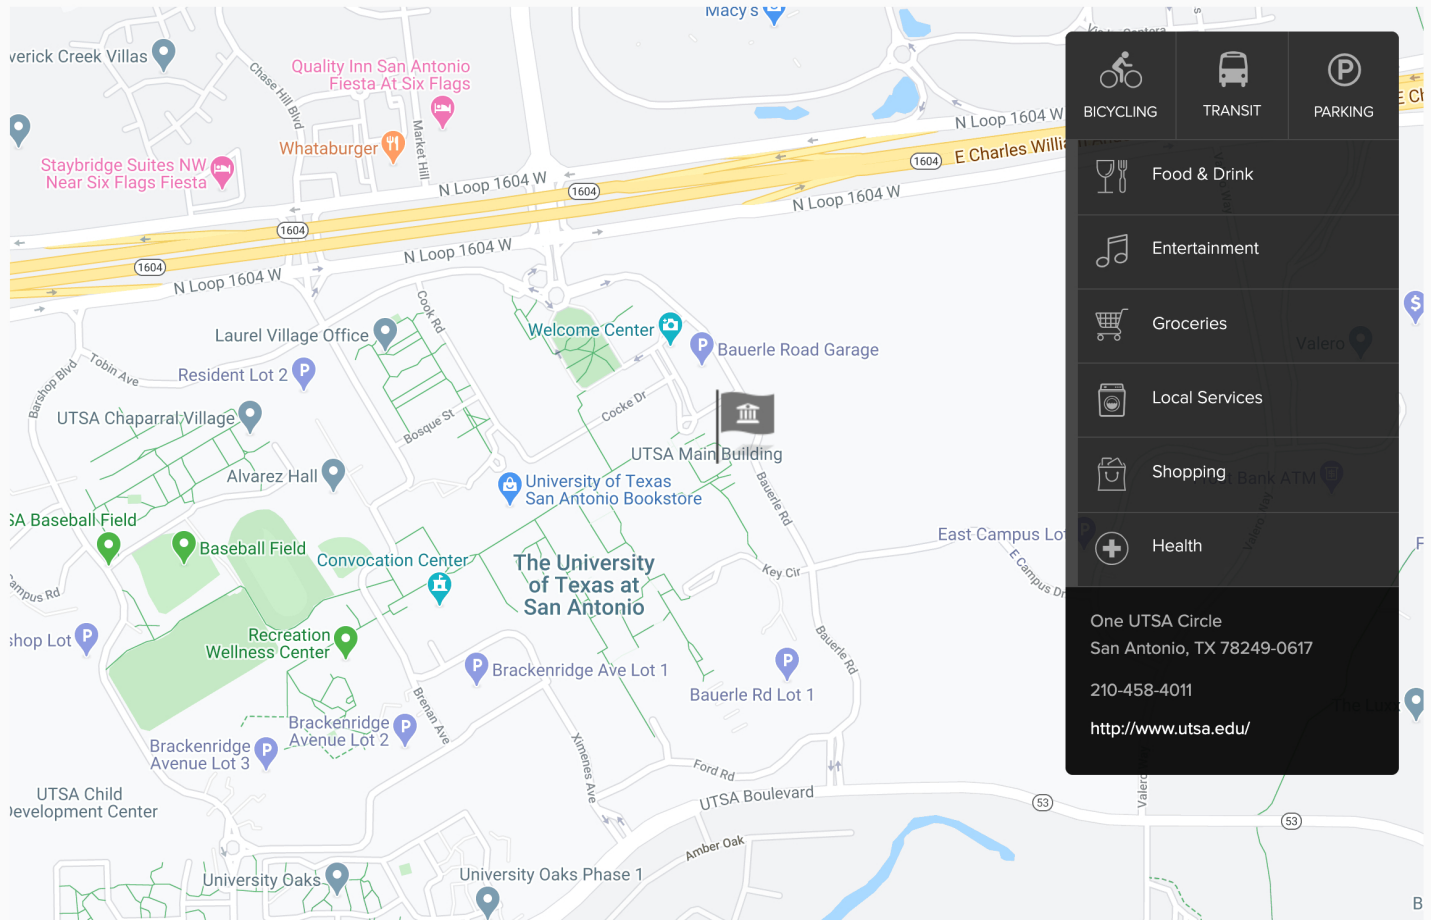 Macy's
verick Creek Villas
Quality Inn San Antonio
Fiesta At Six Flags
Chase Hill Blvd
Market Hill
Whataburger
Staybridge Suites NW
Near Six Flags Fiesta
N Loop 1604 W
N Loop 1604 W
N Loop 1604 W
N Loop 1604 W
N Loop 1604 W
1604
1604
1604
1604
E Charles Willia
E Ch
Laurel Village Office
Cook Rd
Welcome Center
Bauerle Road Garage
Resident Lot 2
Tobin Ave
Barshop Blvd
UTSA Chaparral Village
Bosque St
Cocke Dr
UTSA Main Building
Alvarez Hall
University of Texas
San Antonio Bookstore
Bauerle Rd
SA Baseball Field
Baseball Field
Convocation Center
The University
of Texas at
San Antonio
Key Cir
East Campus Lot
E Campus Dr
ampus Rd
shop Lot
Recreation
Wellness Center
Brackenridge Ave Lot 1
Bauerle Rd
Bauerle Rd Lot 1
Brenan Ave
Brackenridge
Avenue Lot 2
Brackenridge
Avenue Lot 3
Ximenes Ave
Ford Rd
UTSA Boulevard
53
53
UTSA Child
Development Center
Amber Oak
University Oaks
University Oaks Phase 1
BICYCLING
TRANSIT
PARKING
Food & Drink
Entertainment
Groceries
Valero
Local Services
Shopping
Bank ATM
Health
One UTSA Circle
San Antonio, TX 78249-0617
210-458-4011
http://www.utsa.edu/
F
B